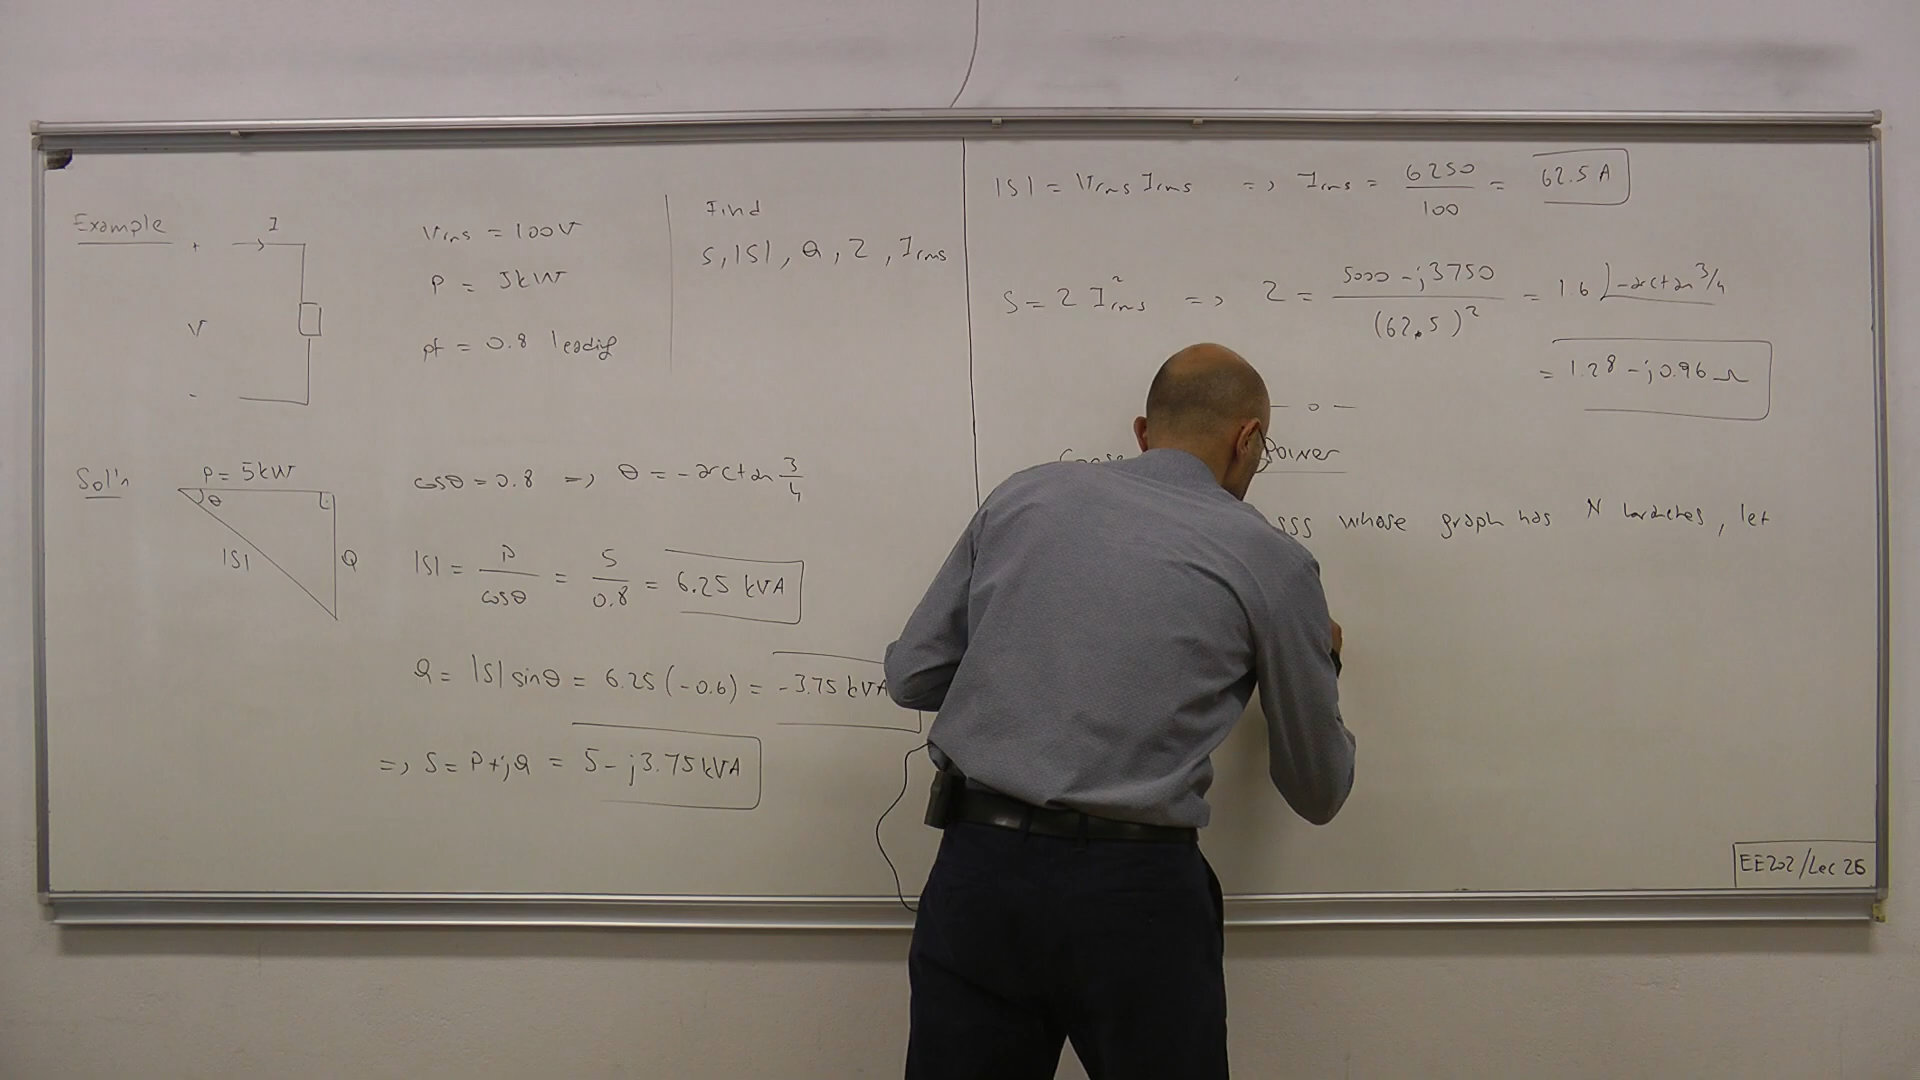 Example
+ I
V
-
Vrms = 100V
P = 5kW
pf = 0.8 leading
Find
S, |S|, Q, Z, Irms
Sol'n
P = 5kW
θ
|S|
Q
cosθ = 0.8 => θ = -arctan 3/4
|S| = P/cosθ = 5/0.8 = 6.25 kVA
Q = |S| sinθ = 6.25 (-0.6) = -3.75 kVA
=> S = P+jQ = 5 - j3.75 kVA
|S| = Vrms Irms => Irms = 6250/100 = 62.5 A
S = Z I²rms => Z = (5000 - j3750)/(62.5)² = 1.6 ∠-arctan 3/4
= 1.28 - j0.96 Ω
— o —
Power
SSS whose graph has N branches, let
EE202/Lec 26